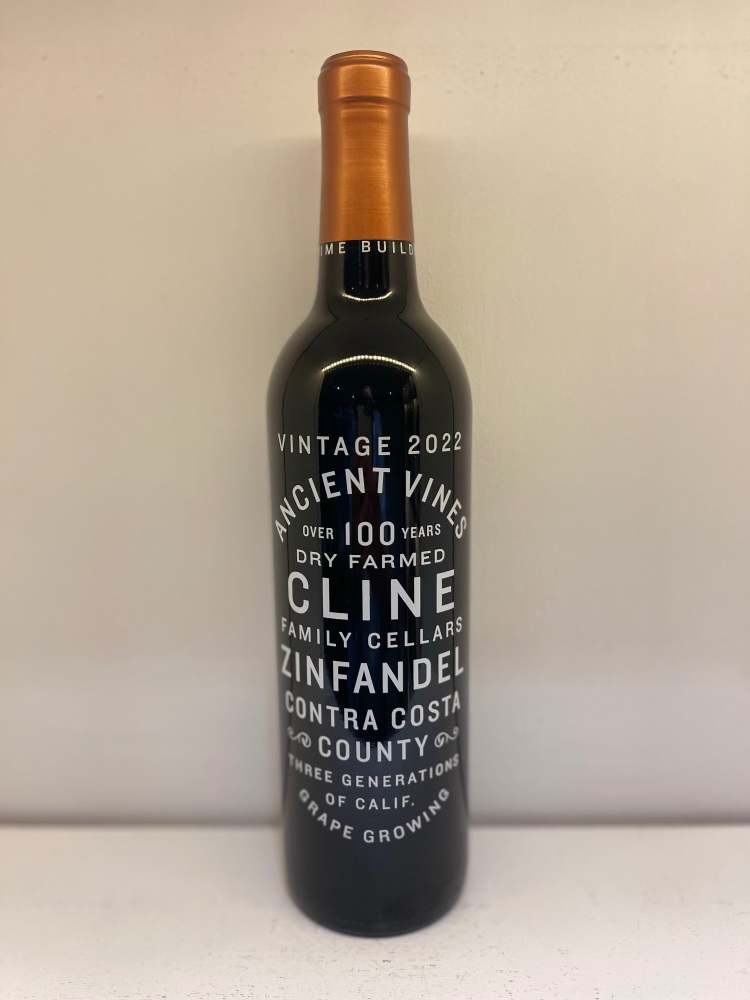 BUILD
VINTAGE 2022
ANCIENT VINES
OVER 100 YEARS
DRY FARMED
CLINE
FAMILY CELLARS
ZINFANDEL
CONTRA COSTA
COUNTY
THREE GENERATIONS
OF CALIF.
GRAPE GROWING